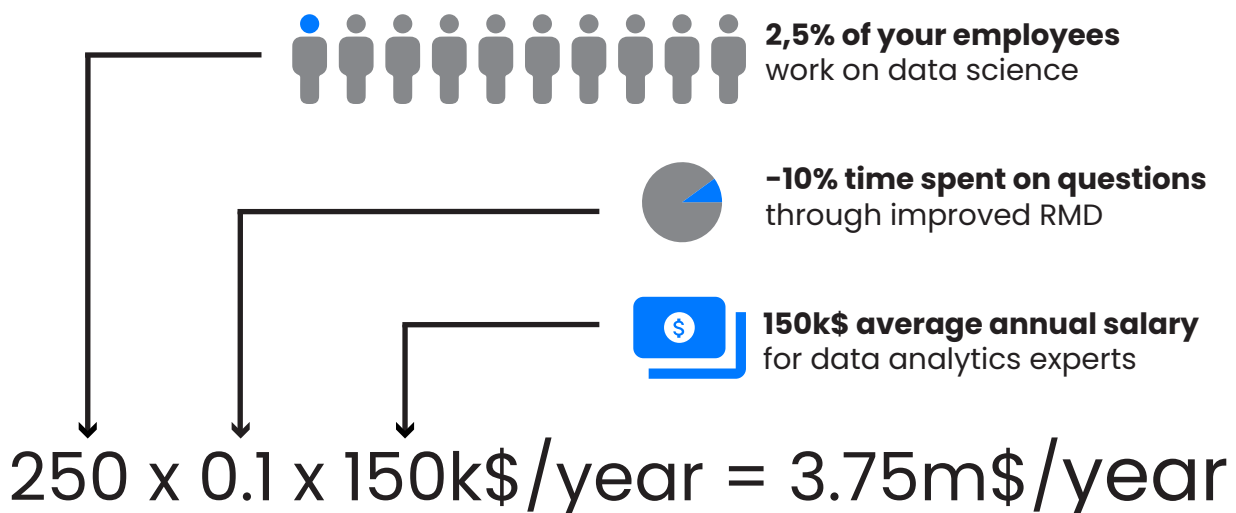 2,5% of your employees
work on data science
-10% time spent on questions
through improved RMD
$
150k$ average annual salary
for data analytics experts
250 x 0.1 x 150k$/year = 3.75m$/year